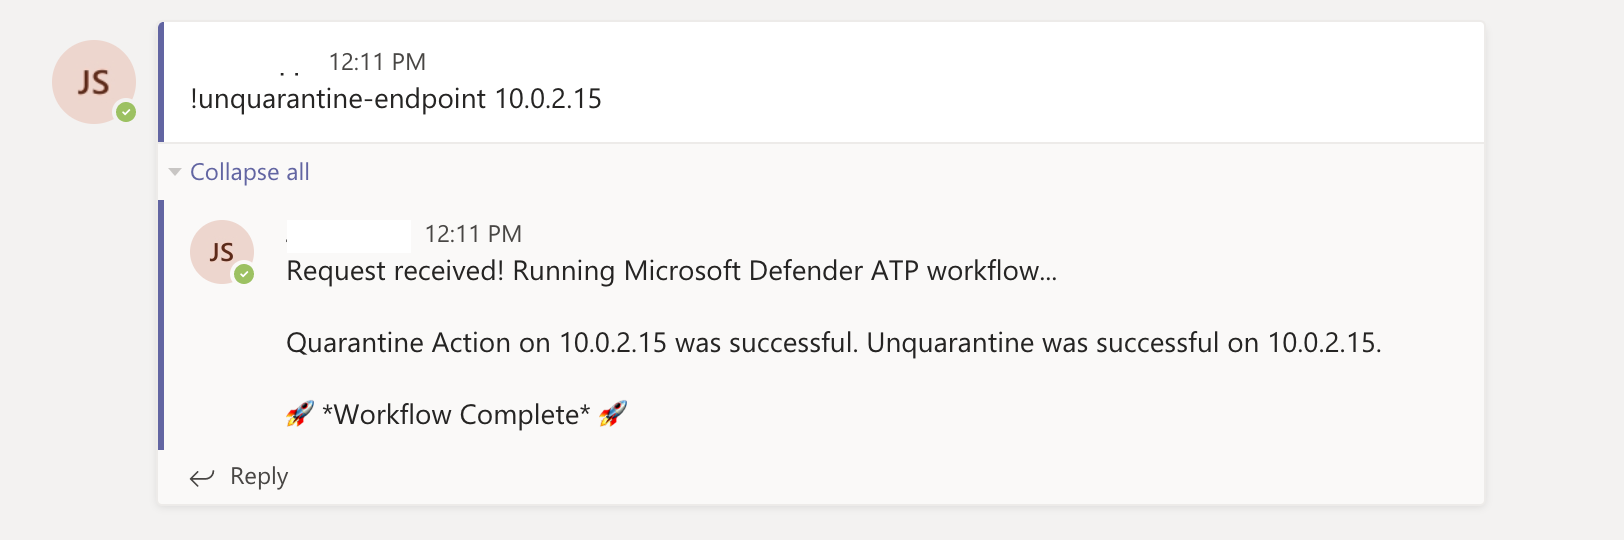 JS
12:11 PM
!unquarantine-endpoint 10.0.2.15
Collapse all
JS
12:11 PM
Request received! Running Microsoft Defender ATP workflow...
Quarantine Action on 10.0.2.15 was successful. Unquarantine was successful on 10.0.2.15.
🚀 *Workflow Complete* 🚀
Reply